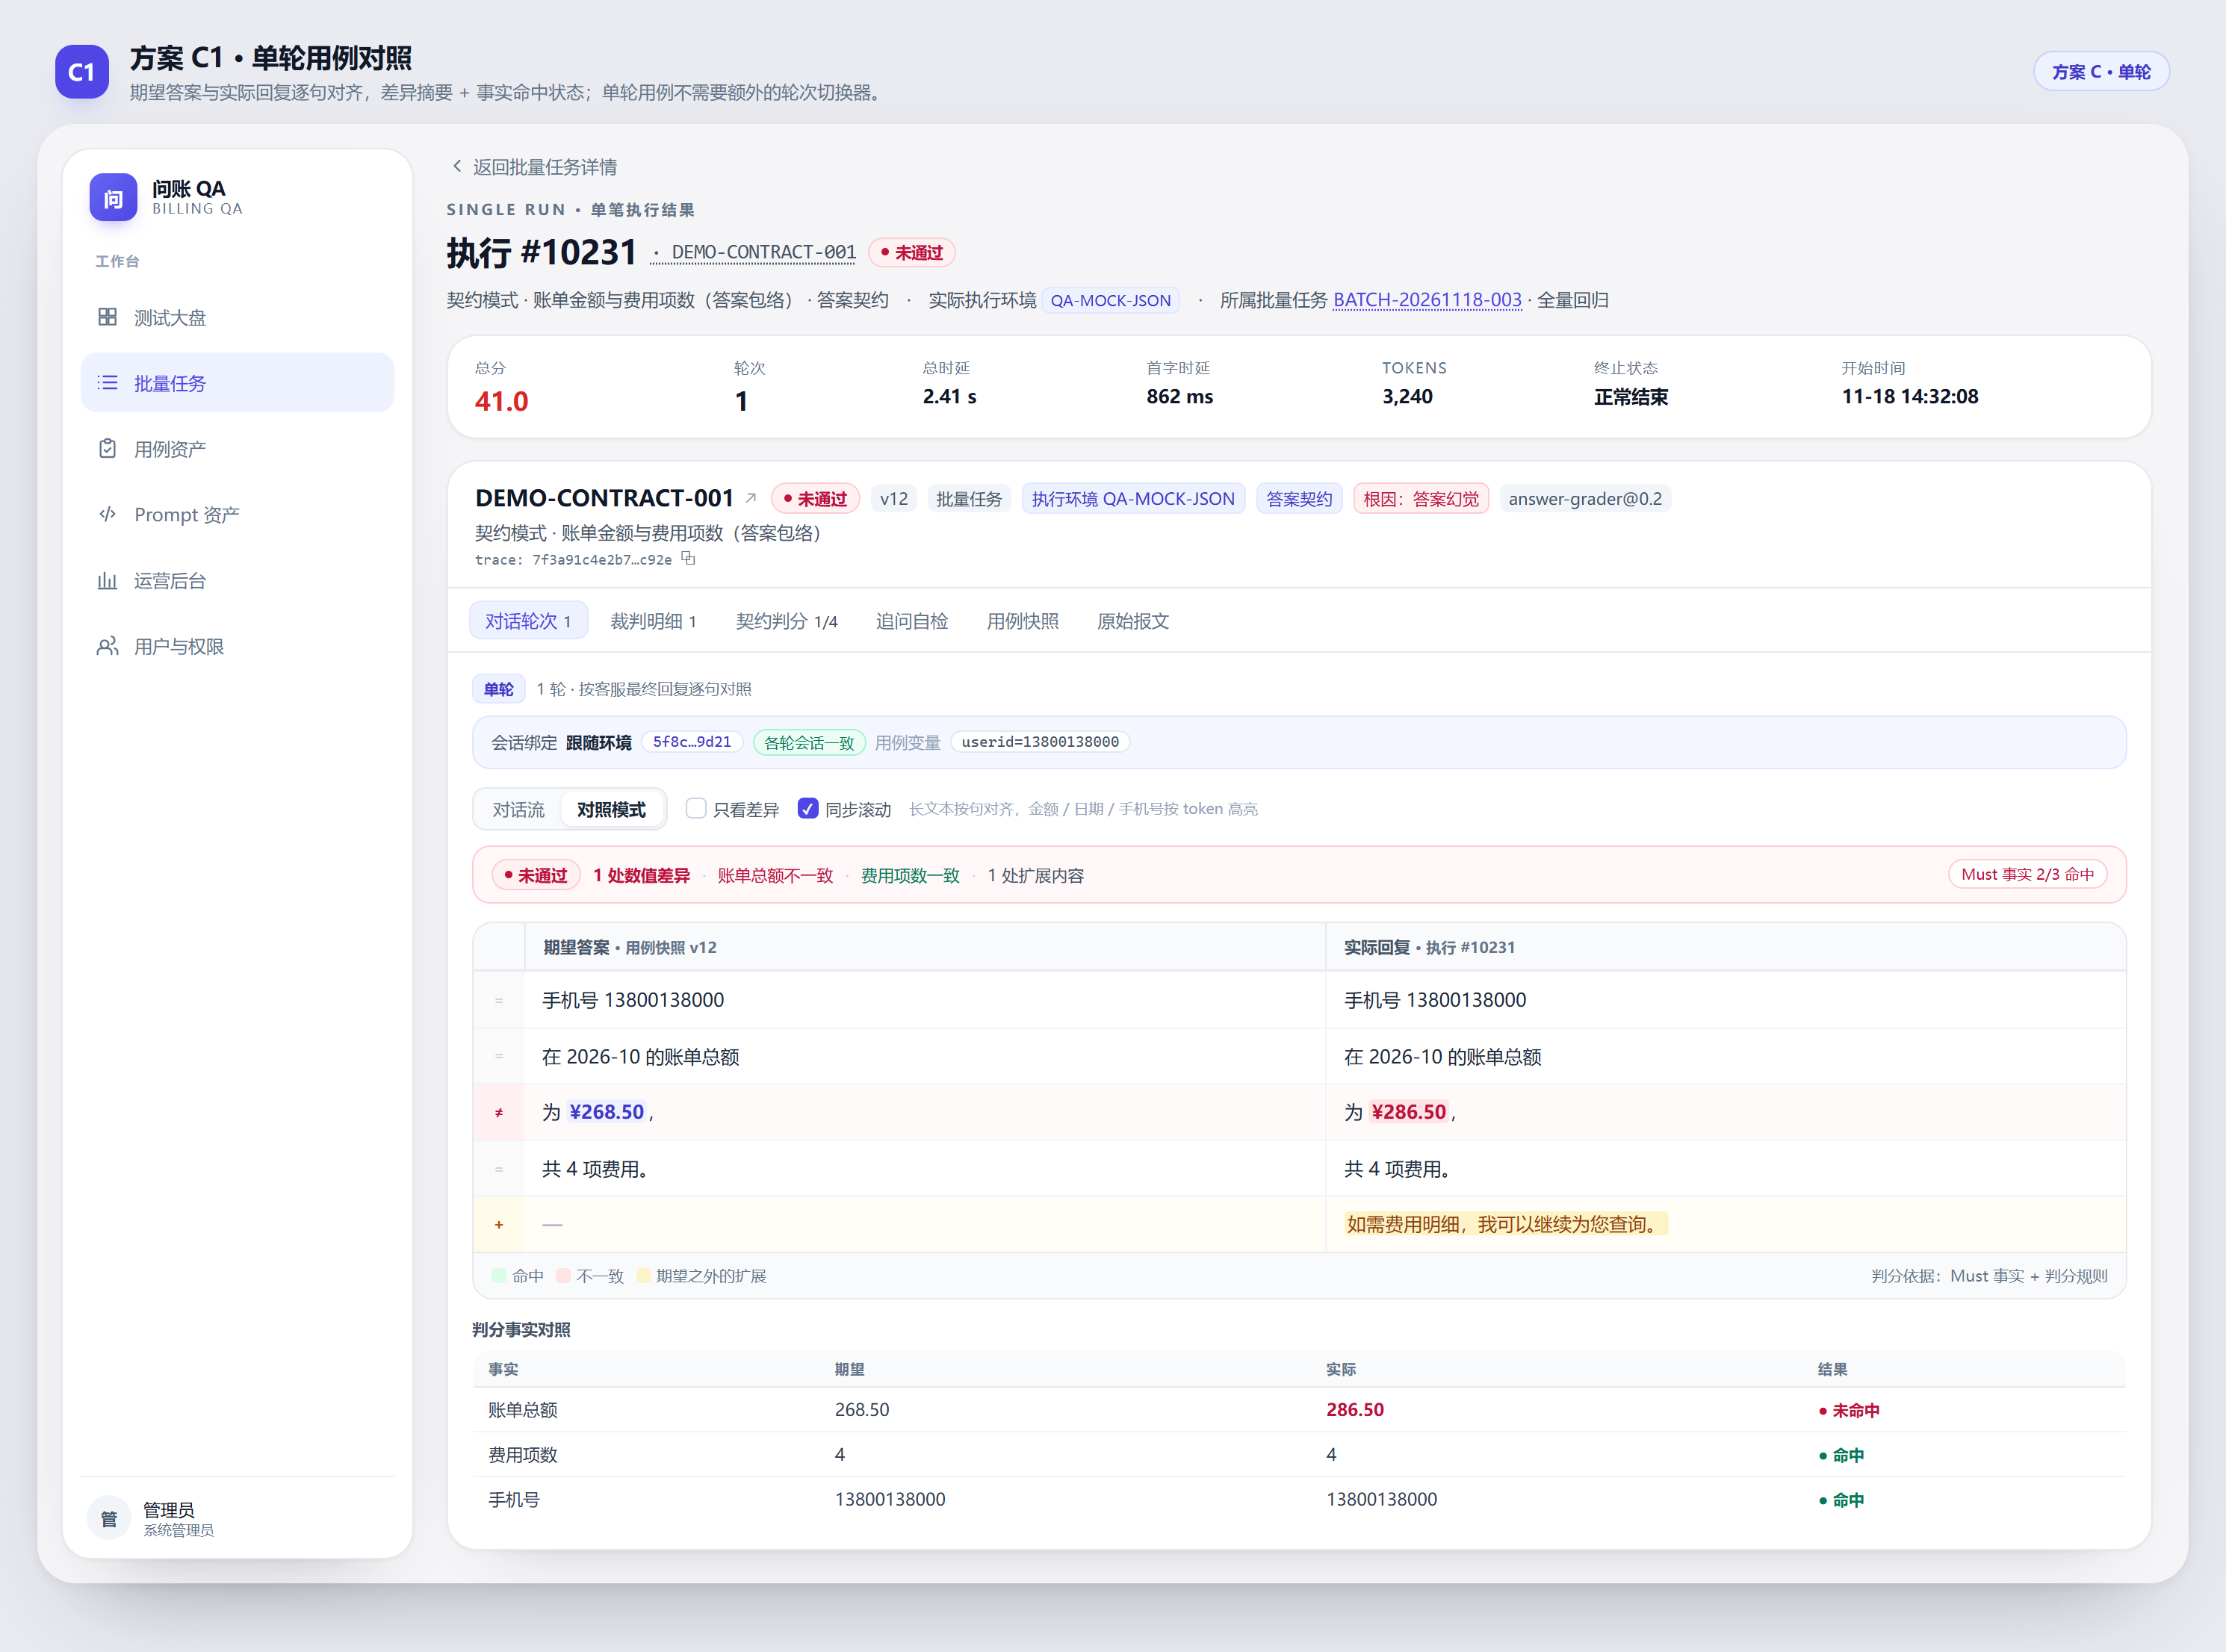 C1
方案 C1 • 单轮用例对照
期望答案与实际回复逐句对齐，差异摘要 + 事实命中状态；单轮用例不需要额外的轮次切换器。
方案 C • 单轮
问
问账 QA
BILLING QA
工作台
测试大盘
批量任务
用例资产
Prompt 资产
运营后台
用户与权限
管
管理员
系统管理员
返回批量任务详情
SINGLE RUN • 单笔执行结果
执行 #10231 · DEMO-CONTRACT-001 未通过
契约模式 · 账单金额与费用项数（答案包络） · 答案契约 · 实际执行环境 QA-MOCK-JSON · 所属批量任务 BATCH-20261118-003 · 全量回归
总分 轮次 总时延 首字时延 TOKENS 终止状态 开始时间
41.0 1 2.41 s 862 ms 3,240 正常结束 11-18 14:32:08
DEMO-CONTRACT-001 ↗ 未通过 v12 批量任务 执行环境 QA-MOCK-JSON 答案契约 根因：答案幻觉 answer-grader@0.2
契约模式 · 账单金额与费用项数（答案包络）
trace: 7f3a91c4e2b7…c92e
对话轮次 1 裁判明细 1 契约判分 1/4 追问自检 用例快照 原始报文
单轮 1 轮 · 按客服最终回复逐句对照
会话绑定 跟随环境 5f8c…9d21 各轮会话一致 用例变量 userid=13800138000
对话流 对照模式 只看差异 同步滚动 长文本按句对齐，金额 / 日期 / 手机号按 token 高亮
未通过 1 处数值差异 · 账单总额不一致 · 费用项数一致 · 1 处扩展内容 Must 事实 2/3 命中
期望答案 • 用例快照 v12 实际回复 • 执行 #10231
= 手机号 13800138000 手机号 13800138000
= 在 2026-10 的账单总额 在 2026-10 的账单总额
≠ 为 ¥268.50， 为 ¥286.50，
= 共 4 项费用。 共 4 项费用。
+ — 如需费用明细，我可以继续为您查询。
命中 不一致 期望之外的扩展 判分依据：Must 事实 + 判分规则
判分事实对照
事实 期望 实际 结果
账单总额 268.50 286.50 未命中
费用项数 4 4 命中
手机号 13800138000 13800138000 命中